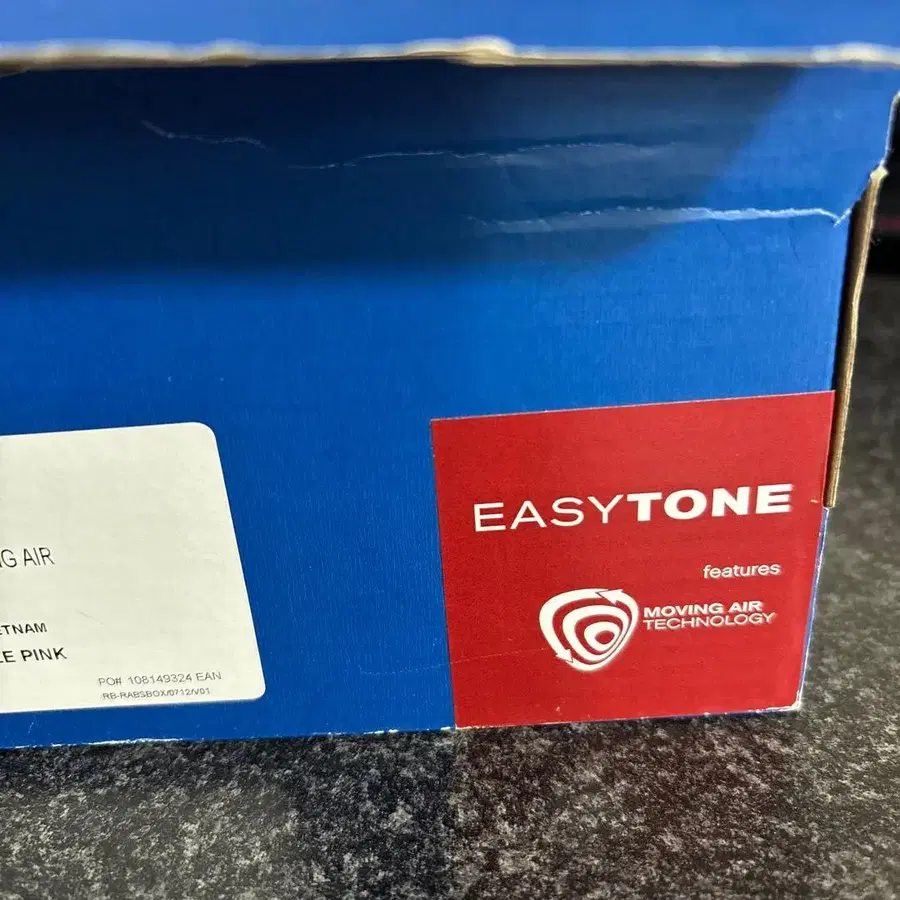 G AIR
ETNAM
LE PINK
PO# 108149324 EAN
RB-RABSBOX/0712/V01
EASYTONE
features
MOVING AIR
TECHNOLOGY